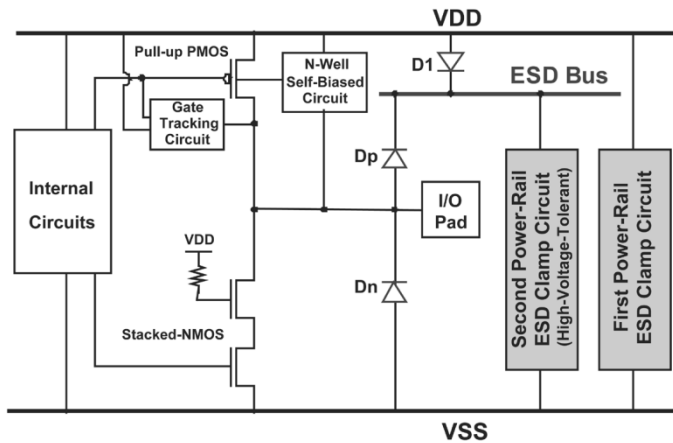 VDD
Pull-up PMOS
N-Well
Self-Biased
Circuit
D1
ESD Bus
Gate
Tracking
Circuit
Dp
Internal
Circuits
I/O
Pad
VDD
Dn
Stacked-NMOS
Second Power-Rail
ESD Clamp Circuit
(High-Voltage-Tolerant)
First Power-Rail
ESD Clamp Circuit
VSS